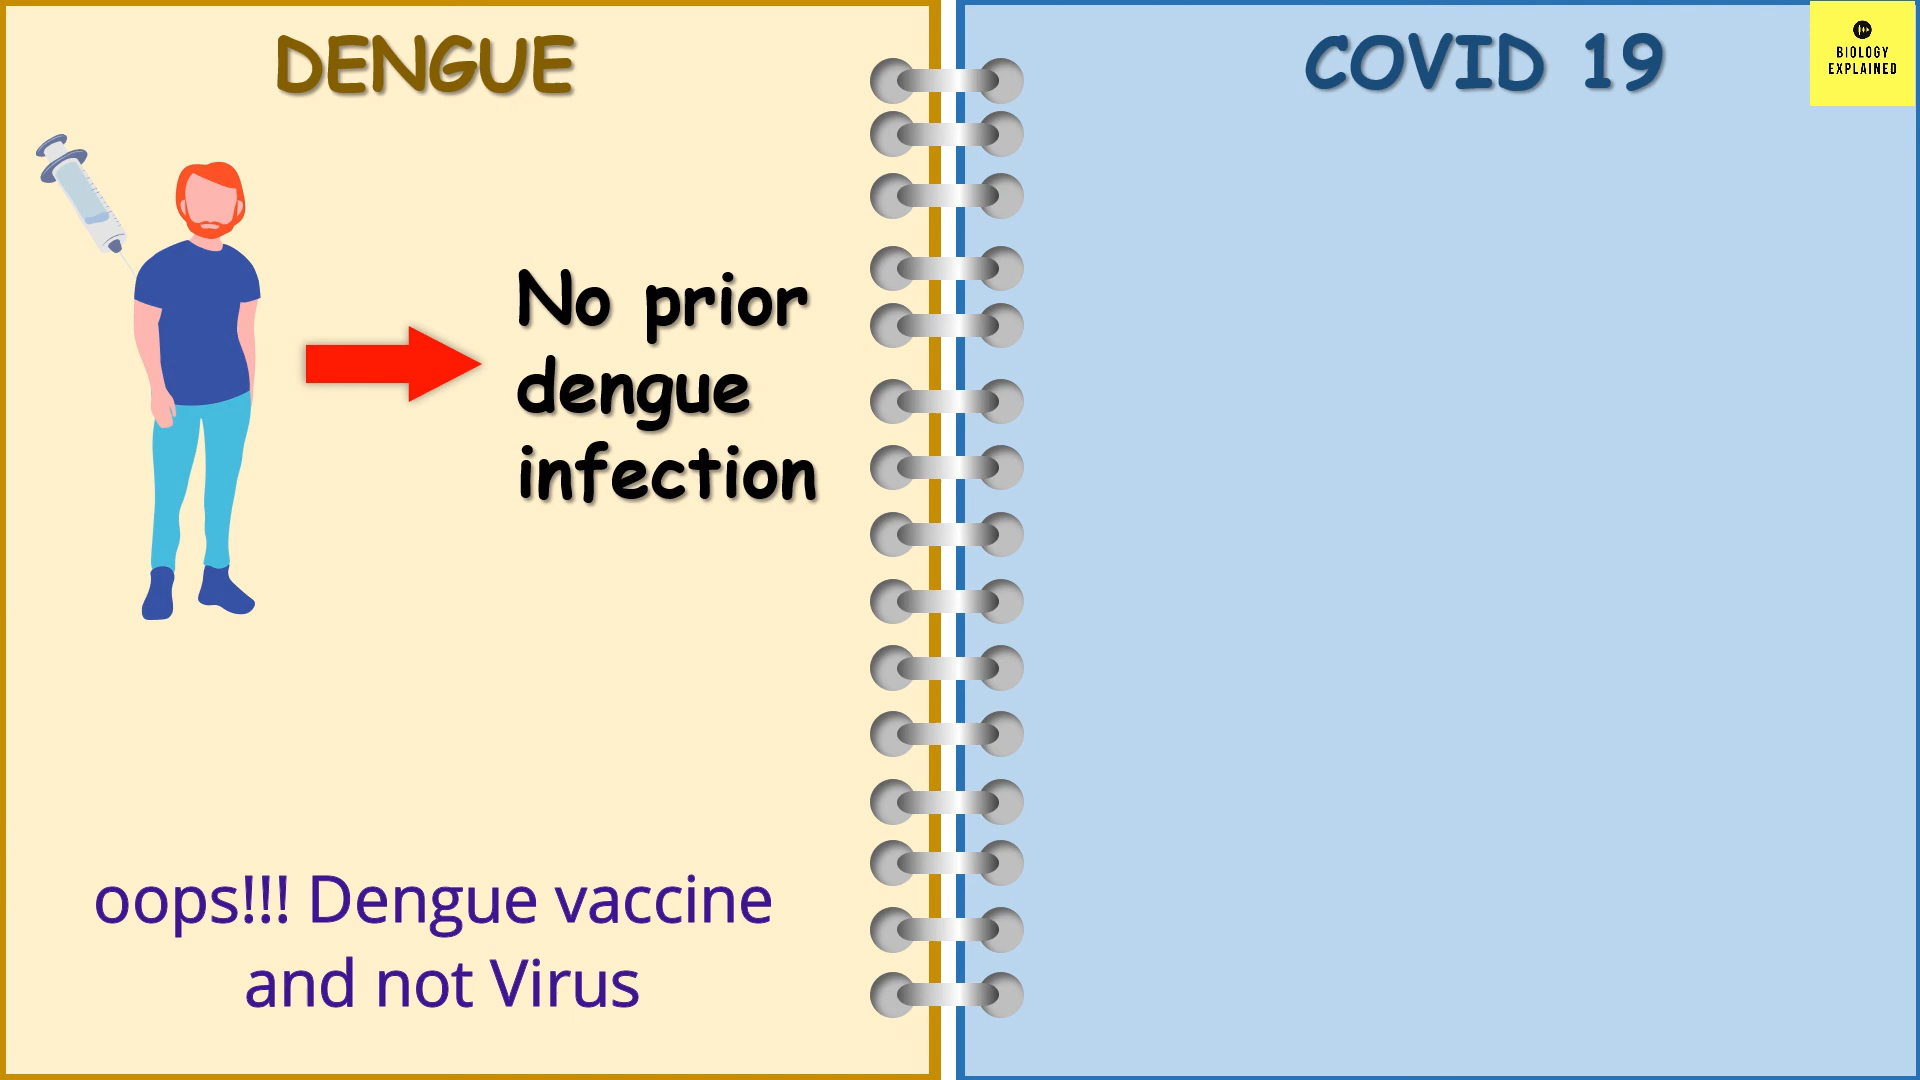 DENGUE
No prior
dengue
infection
oops!!! Dengue vaccine
and not Virus
COVID 19
BIOLOGY
EXPLAINED